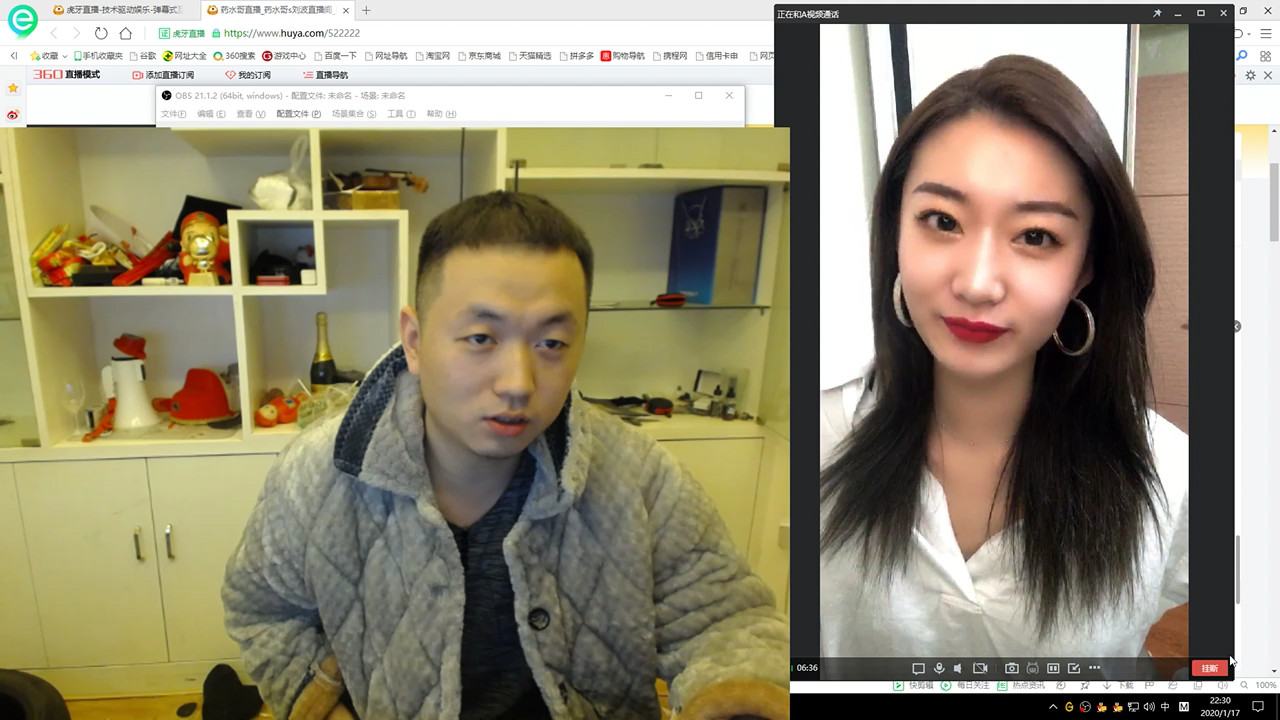 虎牙直播-技术驱动娱乐-弹幕式互
药水哥直播_药水哥s刘波直播间_
虎牙直播
https://www.huya.com/522222
收藏
手机收藏夹
谷歌
网址大全
360搜索
游戏中心
百度一下
网址导航
淘宝网
京东商城
天猫精选
拼多多
购物导航
携程网
信用卡申
网页
360直播模式
添加直播订阅
我的订阅
直播导航
OBS 21.1.2 (64bit, windows) - 配置文件: 未命名 - 场景: 未命名
文件(F)
编辑 (E)
查看 (V)
配置文件 (P)
场景集合 (S)
工具 (T)
帮助 (H)
正在和A视频通话
06:36
挂断
快剪辑
每日关注
热点资讯
下载
100%
中
M
22:30
2020/1/17